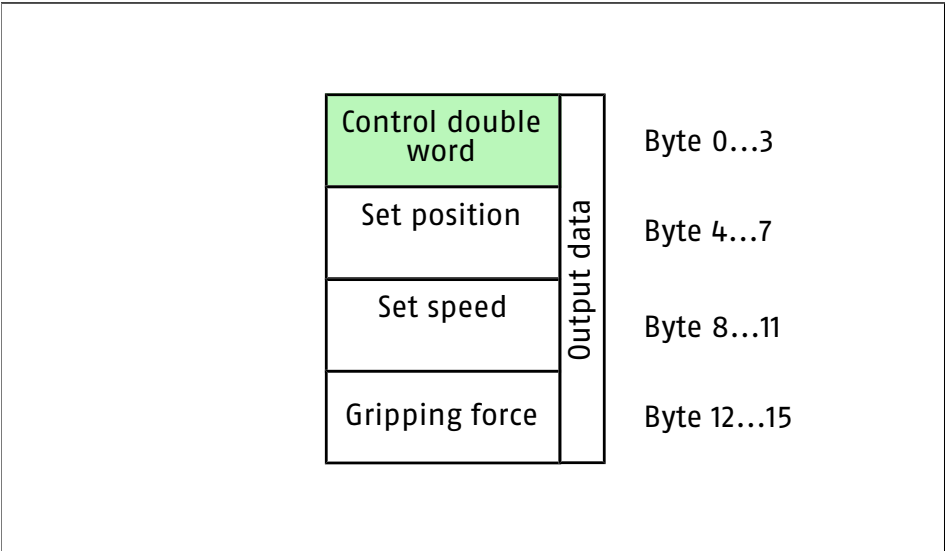 Control double
word
Byte 0...3
Set position
Byte 4...7
Set speed
Byte 8...11
Gripping force
Byte 12...15
Output data